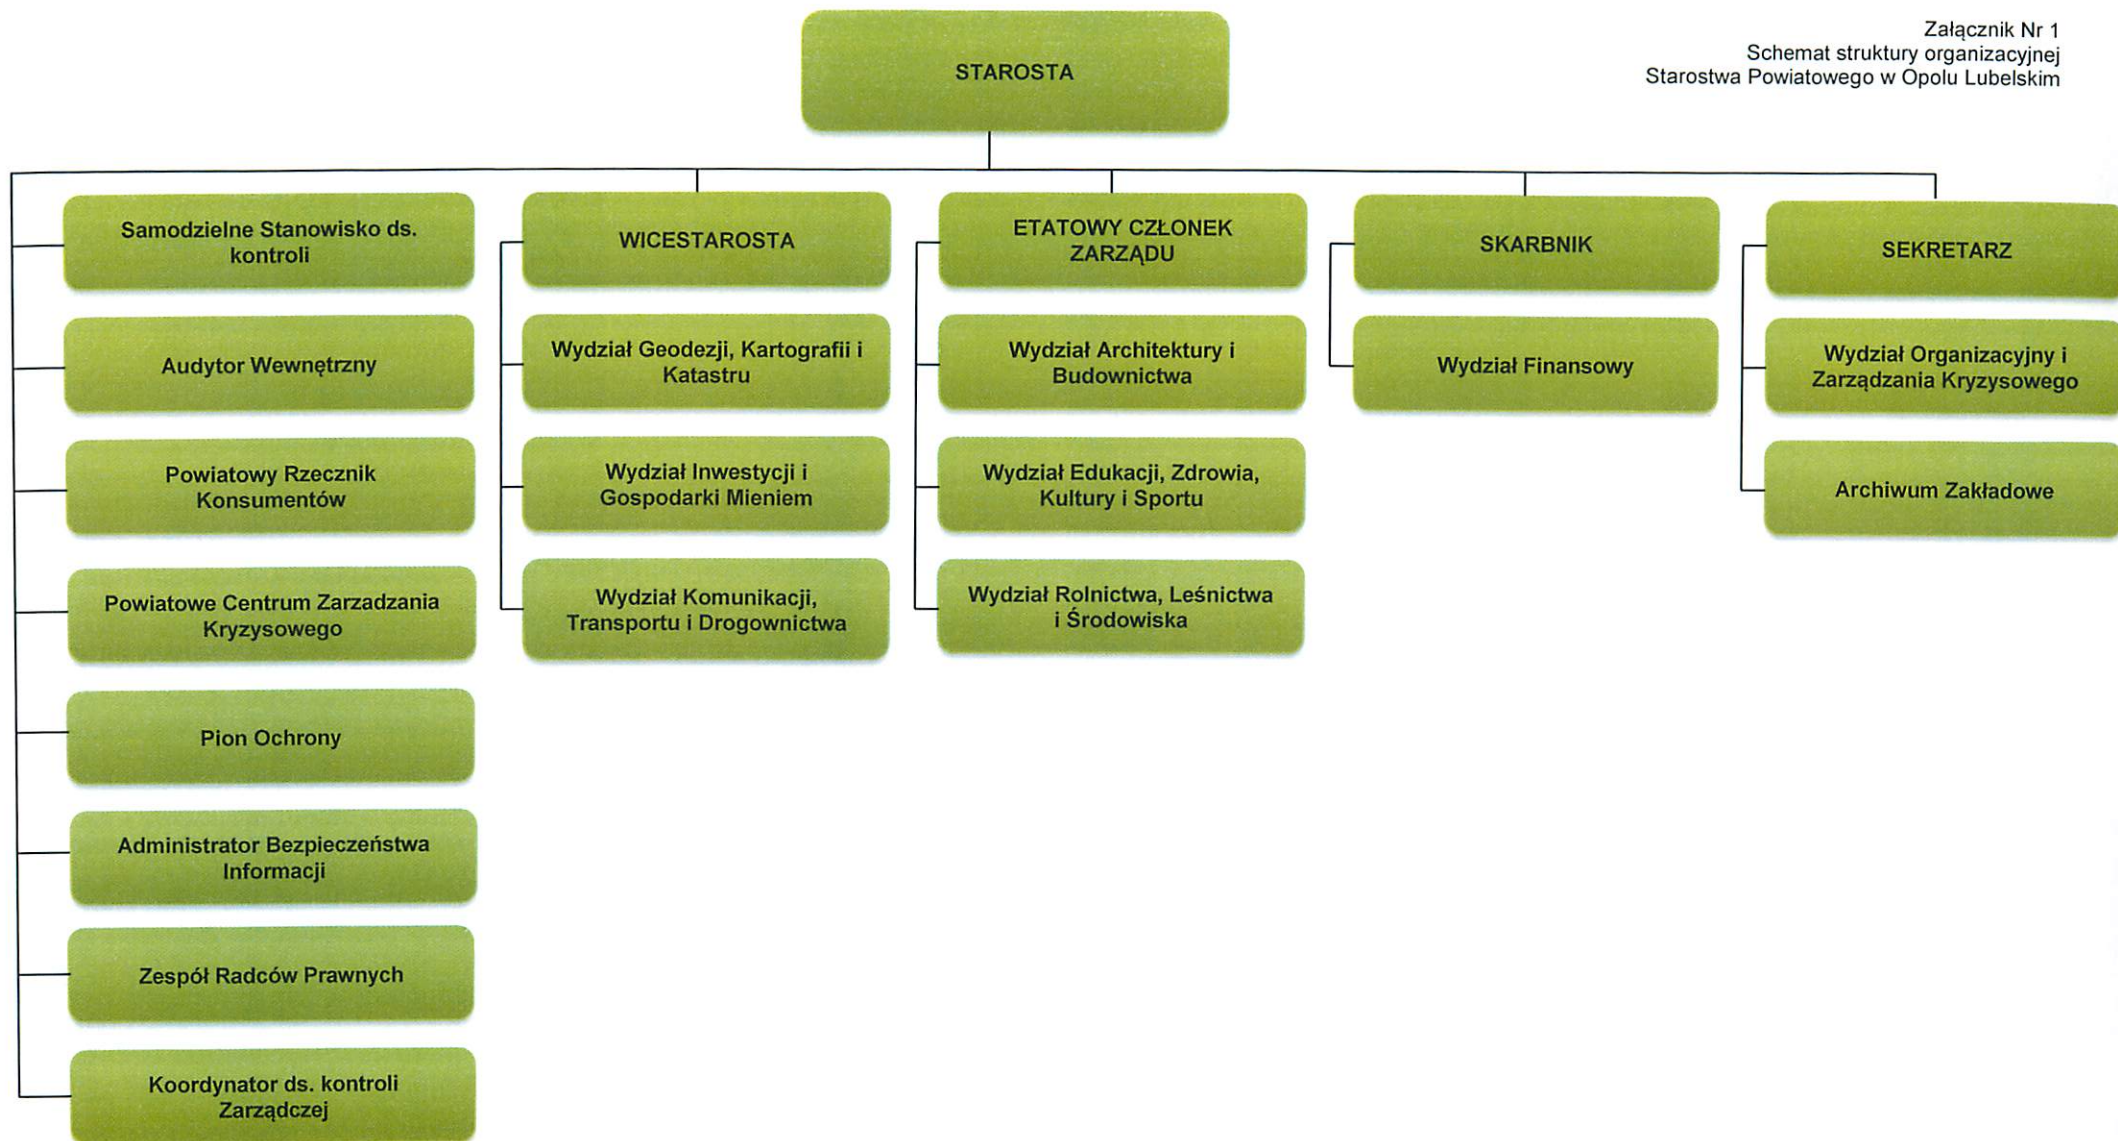 Załącznik Nr 1
Schemat struktury organizacyjnej
Starostwa Powiatowego w Opolu Lubelskim
STAROSTA
Samodzielne Stanowisko ds.
kontroli
Audytor Wewnętrzny
Powiatowy Rzecznik
Konsumentów
Powiatowe Centrum Zarzadzania
Kryzysowego
Pion Ochrony
Administrator Bezpieczeństwa
Informacji
Zespół Radców Prawnych
Koordynator ds. kontroli
Zarządczej
WICESTAROSTA
Wydział Geodezji, Kartografii i
Katastru
Wydział Inwestycji i
Gospodarki Mieniem
Wydział Komunikacji,
Transportu i Drogownictwa
ETATOWY CZŁONEK
ZARZĄDU
Wydział Architektury i
Budownictwa
Wydział Edukacji, Zdrowia,
Kultury i Sportu
Wydział Rolnictwa, Leśnictwa
i Środowiska
SKARBNIK
Wydział Finansowy
SEKRETARZ
Wydział Organizacyjny i
Zarządzania Kryzysowego
Archiwum Zakładowe